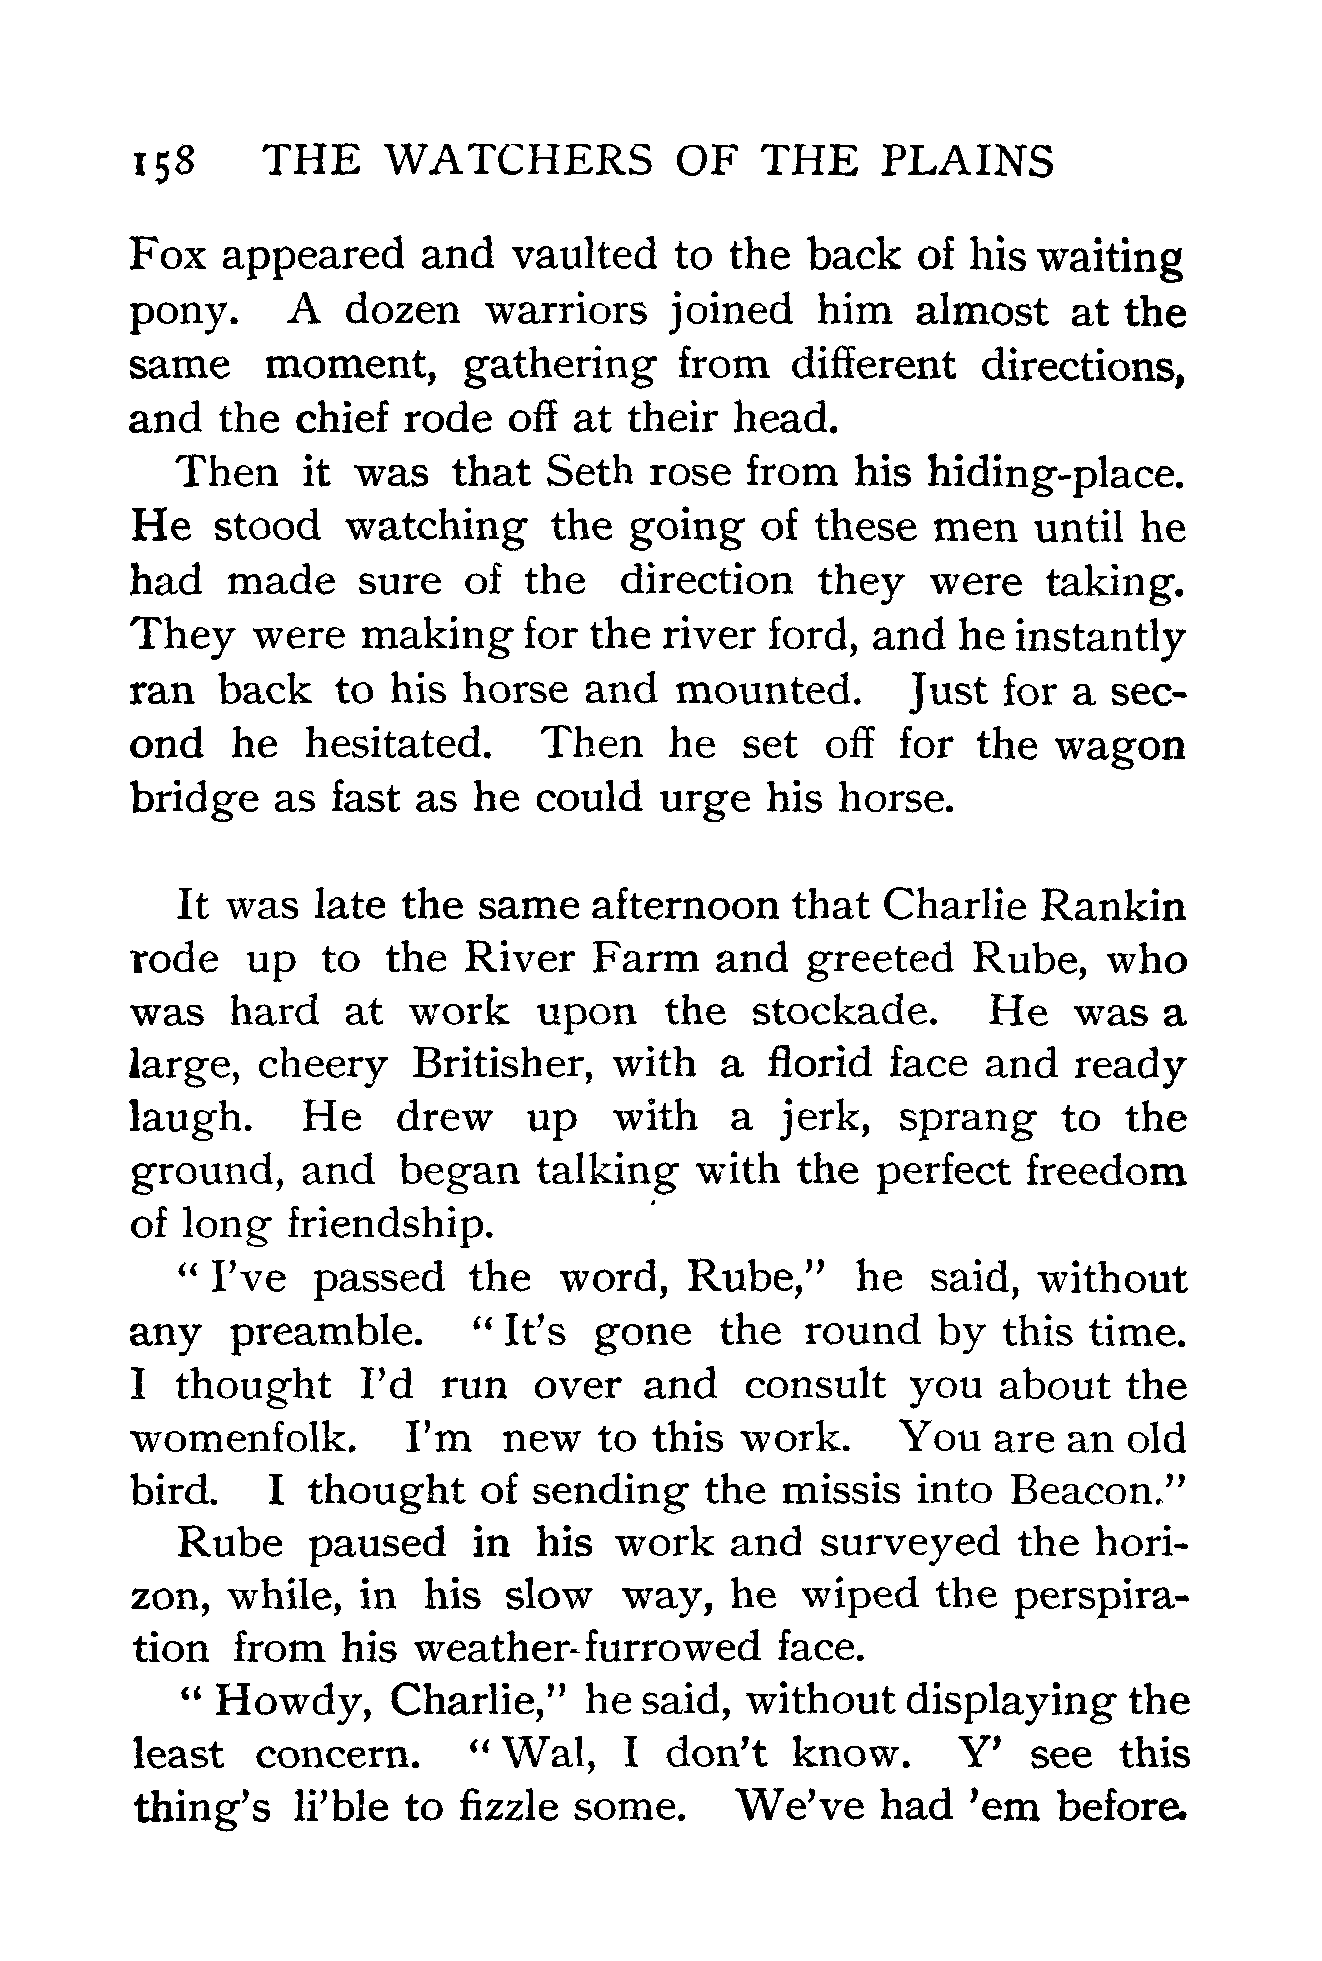 158 THE WATCHERS OF THE PLAINS
Fox appeared and vaulted to the back of his waiting
pony. A dozen warriors joined him almost at the
same moment, gathering from different directions,
and the chief rode off at their head.
Then it was that Seth rose from his hiding-place.
He stood watching the going of these men until he
had made sure of the direction they were taking.
They were making for the river ford, and he instantly
ran back to his horse and mounted. Just for a sec-
ond he hesitated. Then he set off for the wagon
bridge as fast as he could urge his horse.
It was late the same afternoon that Charlie Rankin
rode up to the River Farm and greeted Rube, who
was hard at work upon the stockade. He was a
large, cheery Britisher, with a florid face and ready
laugh. He drew up with a jerk, sprang to the
ground, and began talking with the perfect freedom
of long friendship.
“ I’ve passed the word, Rube,” he said, without
any preamble. “ It’s gone the round by this time.
I thought I’d run over and consult you about the
womenfolk. I’m new to this work. You are an old
bird. I thought of sending the missis into Beacon.”
Rube paused in his work and surveyed the hori-
zon, while, in his slow way, he wiped the perspira-
tion from his weather-furrowed face.
“ Howdy, Charlie,” he said, without displaying the
least concern. “ Wal, I don’t know. Y’ see this
thing’s li’ble to fizzle some. We’ve had ’em before.